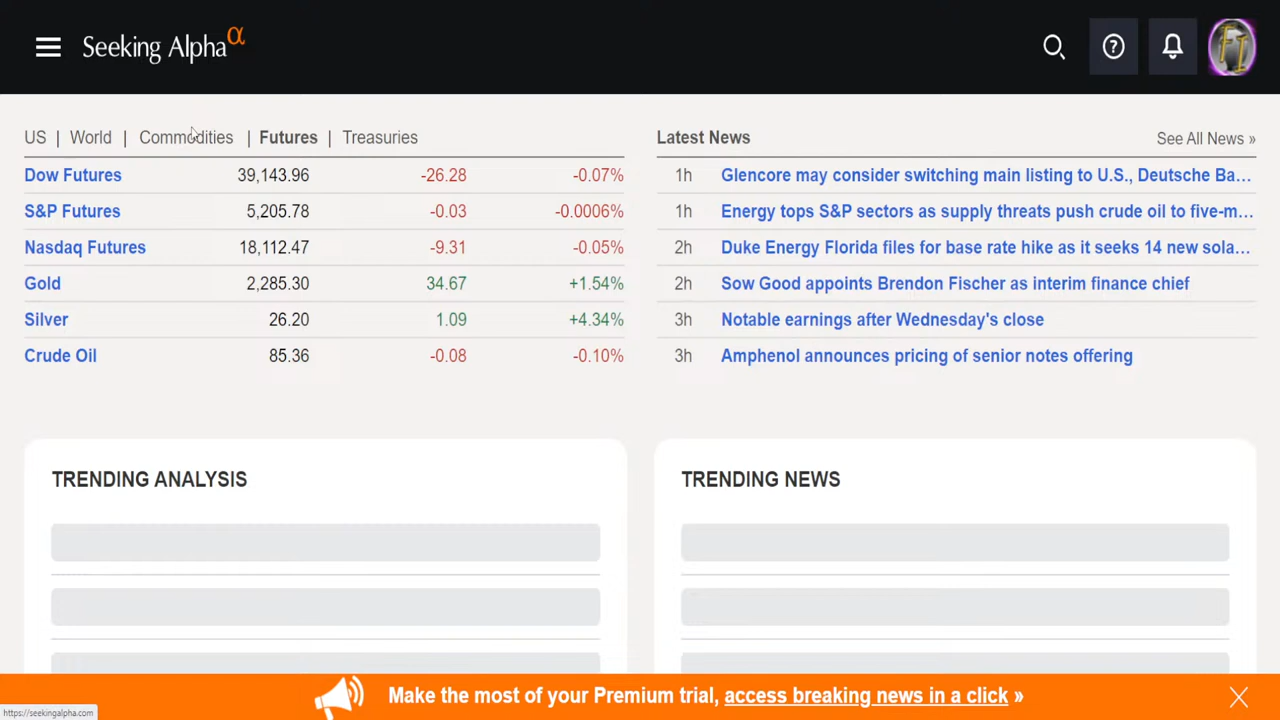 Seeking Alpha α
FI
US | World | Commodities | Futures | Treasuries
Dow Futures 39,143.96 -26.28 -0.07%
S&P Futures 5,205.78 -0.03 -0.0006%
Nasdaq Futures 18,112.47 -9.31 -0.05%
Gold 2,285.30 34.67 +1.54%
Silver 26.20 1.09 +4.34%
Crude Oil 85.36 -0.08 -0.10%
Latest News See All News »
1h Glencore may consider switching main listing to U.S., Deutsche Ba...
1h Energy tops S&P sectors as supply threats push crude oil to five-m...
2h Duke Energy Florida files for base rate hike as it seeks 14 new sola...
2h Sow Good appoints Brendon Fischer as interim finance chief
3h Notable earnings after Wednesday's close
3h Amphenol announces pricing of senior notes offering
TRENDING ANALYSIS
TRENDING NEWS
Make the most of your Premium trial, access breaking news in a click »
https://seekingalpha.com